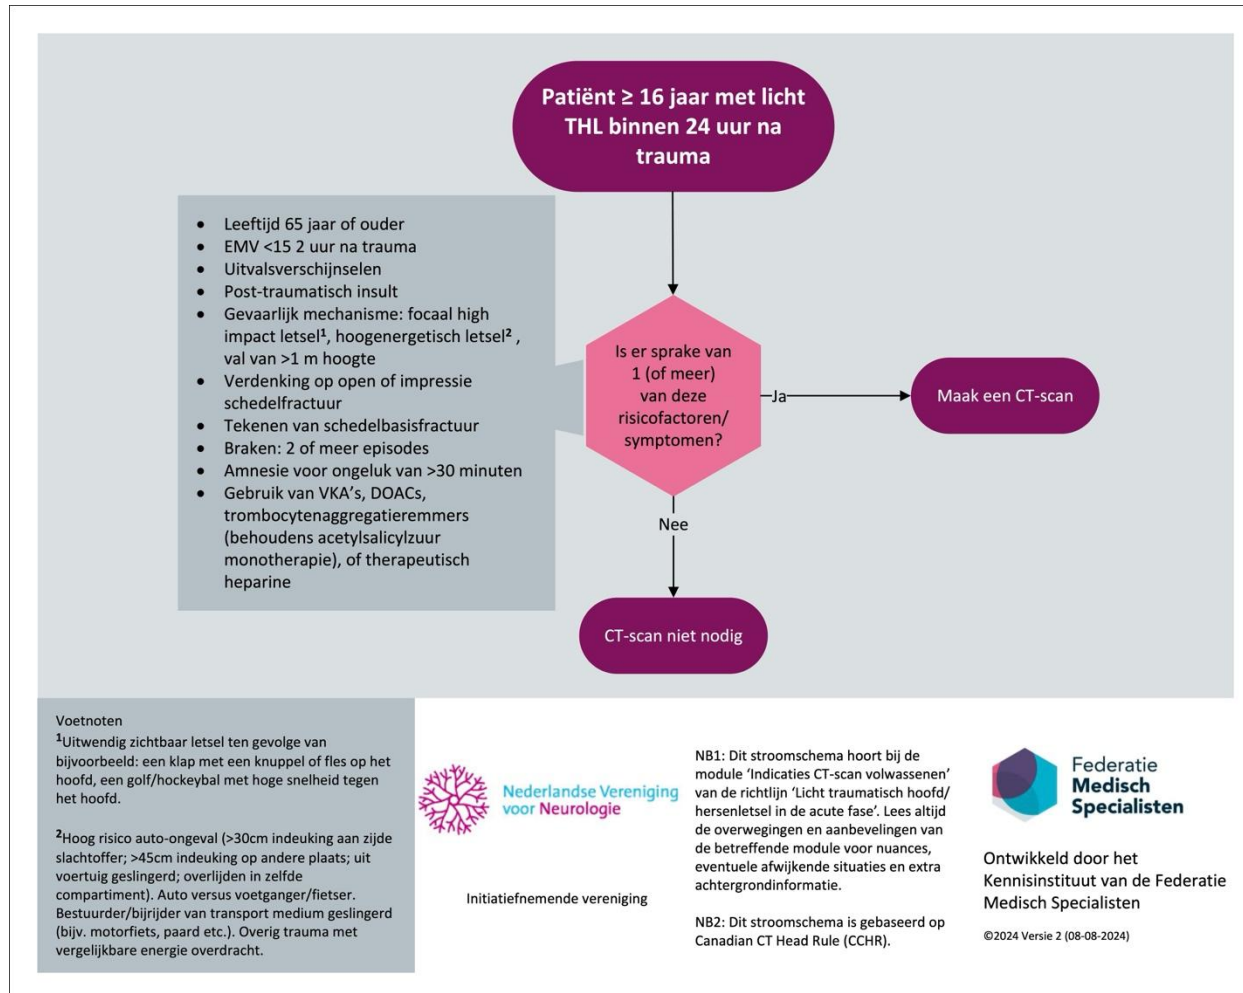 Patiënt ≥ 16 jaar met licht
THL binnen 24 uur na
trauma
• Leeftijd 65 jaar of ouder
• EMV <15 2 uur na trauma
• Uitvalsverschijnselen
• Post-traumatisch insult
• Gevaarlijk mechanisme: focaal high
impact letsel¹, hoogenergetisch letsel² ,
val van >1 m hoogte
• Verdenking op open of impressie
schedelfractuur
• Tekenen van schedelbasisfractuur
• Braken: 2 of meer episodes
• Amnesie voor ongeluk van >30 minuten
• Gebruik van VKA’s, DOACs,
trombocytenaggregatieremmers
(behoudens acetylsalicylzuur
monotherapie), of therapeutisch
heparine
Is er sprake van
1 (of meer)
van deze
risicofactoren/
symptomen?
Ja
Maak een CT-scan
Nee
CT-scan niet nodig
Voetnoten
¹Uitwendig zichtbaar letsel ten gevolge van
bijvoorbeeld: een klap met een knuppel of fles op het
hoofd, een golf/hockeybal met hoge snelheid tegen
het hoofd.
²Hoog risico auto-ongeval (>30cm indeuking aan zijde
slachtoffer; >45cm indeuking op andere plaats; uit
voertuig geslingerd; overlijden in zelfde
compartiment). Auto versus voetganger/fietser.
Bestuurder/bijrijder van transport medium geslingerd
(bijv. motorfiets, paard etc.). Overig trauma met
vergelijkbare energie overdracht.
Nederlandse Vereniging
voor Neurologie
Initiatiefnemende vereniging
NB1: Dit stroomschema hoort bij de
module ‘Indicaties CT-scan volwassenen’
van de richtlijn ‘Licht traumatisch hoofd/
hersenletsel in de acute fase’. Lees altijd
de overwegingen en aanbevelingen van
de betreffende module voor nuances,
eventuele afwijkende situaties en extra
achtergrondinformatie.
NB2: Dit stroomschema is gebaseerd op
Canadian CT Head Rule (CCHR).
Federatie
Medisch
Specialisten
Ontwikkeld door het
Kennisinstituut van de Federatie
Medisch Specialisten
©2024 Versie 2 (08-08-2024)